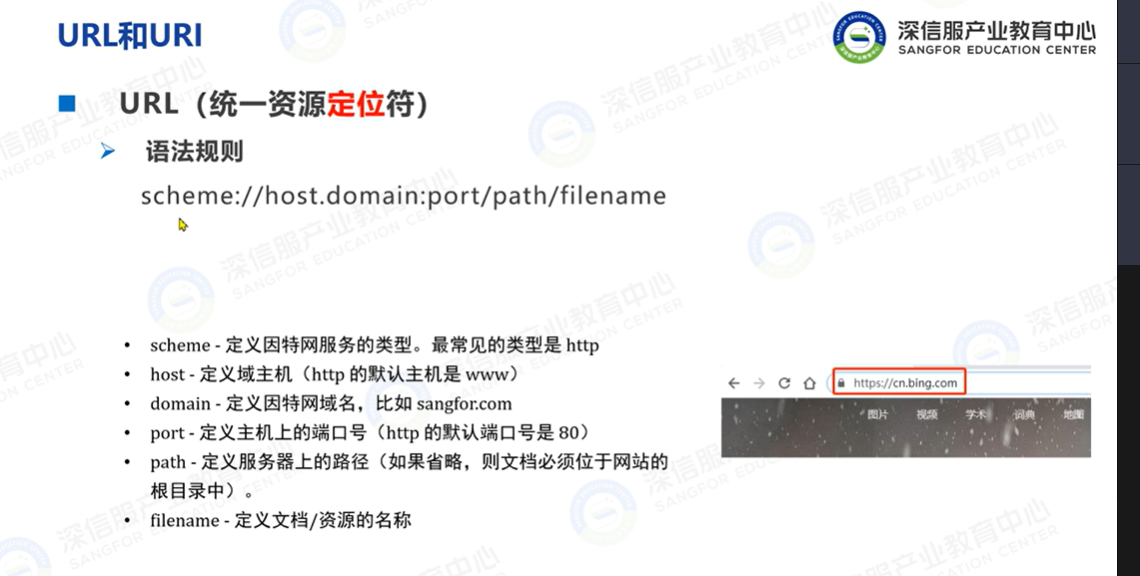 URL和URI
深信服产业教育中心
SANGFOR EDUCATION CENTER
URL（统一资源定位符）
语法规则
scheme://host.domain:port/path/filename
• scheme - 定义因特网服务的类型。最常见的类型是 http
• host - 定义域主机（http 的默认主机是 www）
• domain - 定义因特网域名，比如 sangfor.com
• port - 定义主机上的端口号（http 的默认端口号是 80）
• path - 定义服务器上的路径（如果省略，则文档必须位于网站的
根目录中）。
• filename - 定义文档/资源的名称
https://cn.bing.com
图片 视频 学术 词典 地图